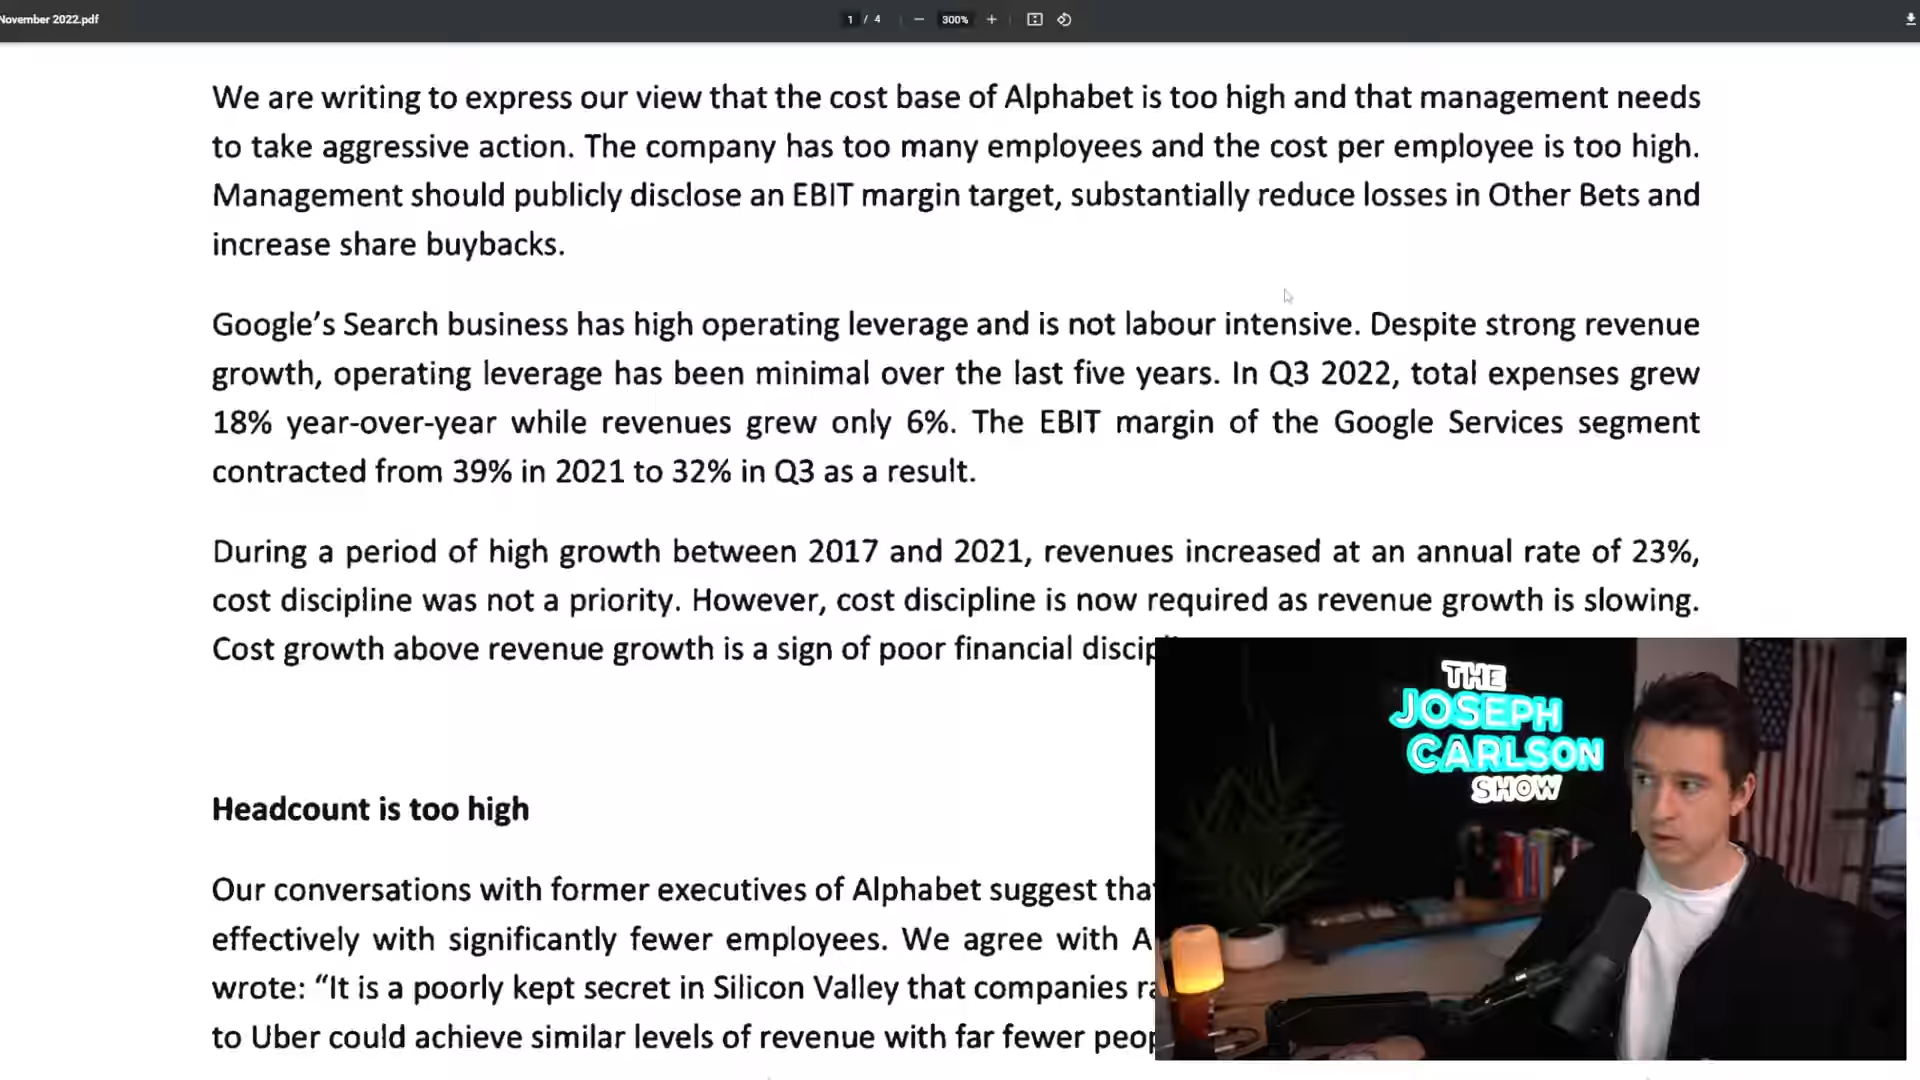 November 2022.pdf
1 / 4
300%
We are writing to express our view that the cost base of Alphabet is too high and that management needs
to take aggressive action. The company has too many employees and the cost per employee is too high.
Management should publicly disclose an EBIT margin target, substantially reduce losses in Other Bets and
increase share buybacks.
Google’s Search business has high operating leverage and is not labour intensive. Despite strong revenue
growth, operating leverage has been minimal over the last five years. In Q3 2022, total expenses grew
18% year-over-year while revenues grew only 6%. The EBIT margin of the Google Services segment
contracted from 39% in 2021 to 32% in Q3 as a result.
During a period of high growth between 2017 and 2021, revenues increased at an annual rate of 23%,
cost discipline was not a priority. However, cost discipline is now required as revenue growth is slowing.
Cost growth above revenue growth is a sign of poor financial
Headcount is too high
Our conversations with former executives of Alphabet suggest
effectively with significantly fewer employees. We agree with
wrote: “It is a poorly kept secret in Silicon Valley that companies
to Uber could achieve similar levels of revenue with far fewer
THE
JOSEPH
CARLSON
SHOW